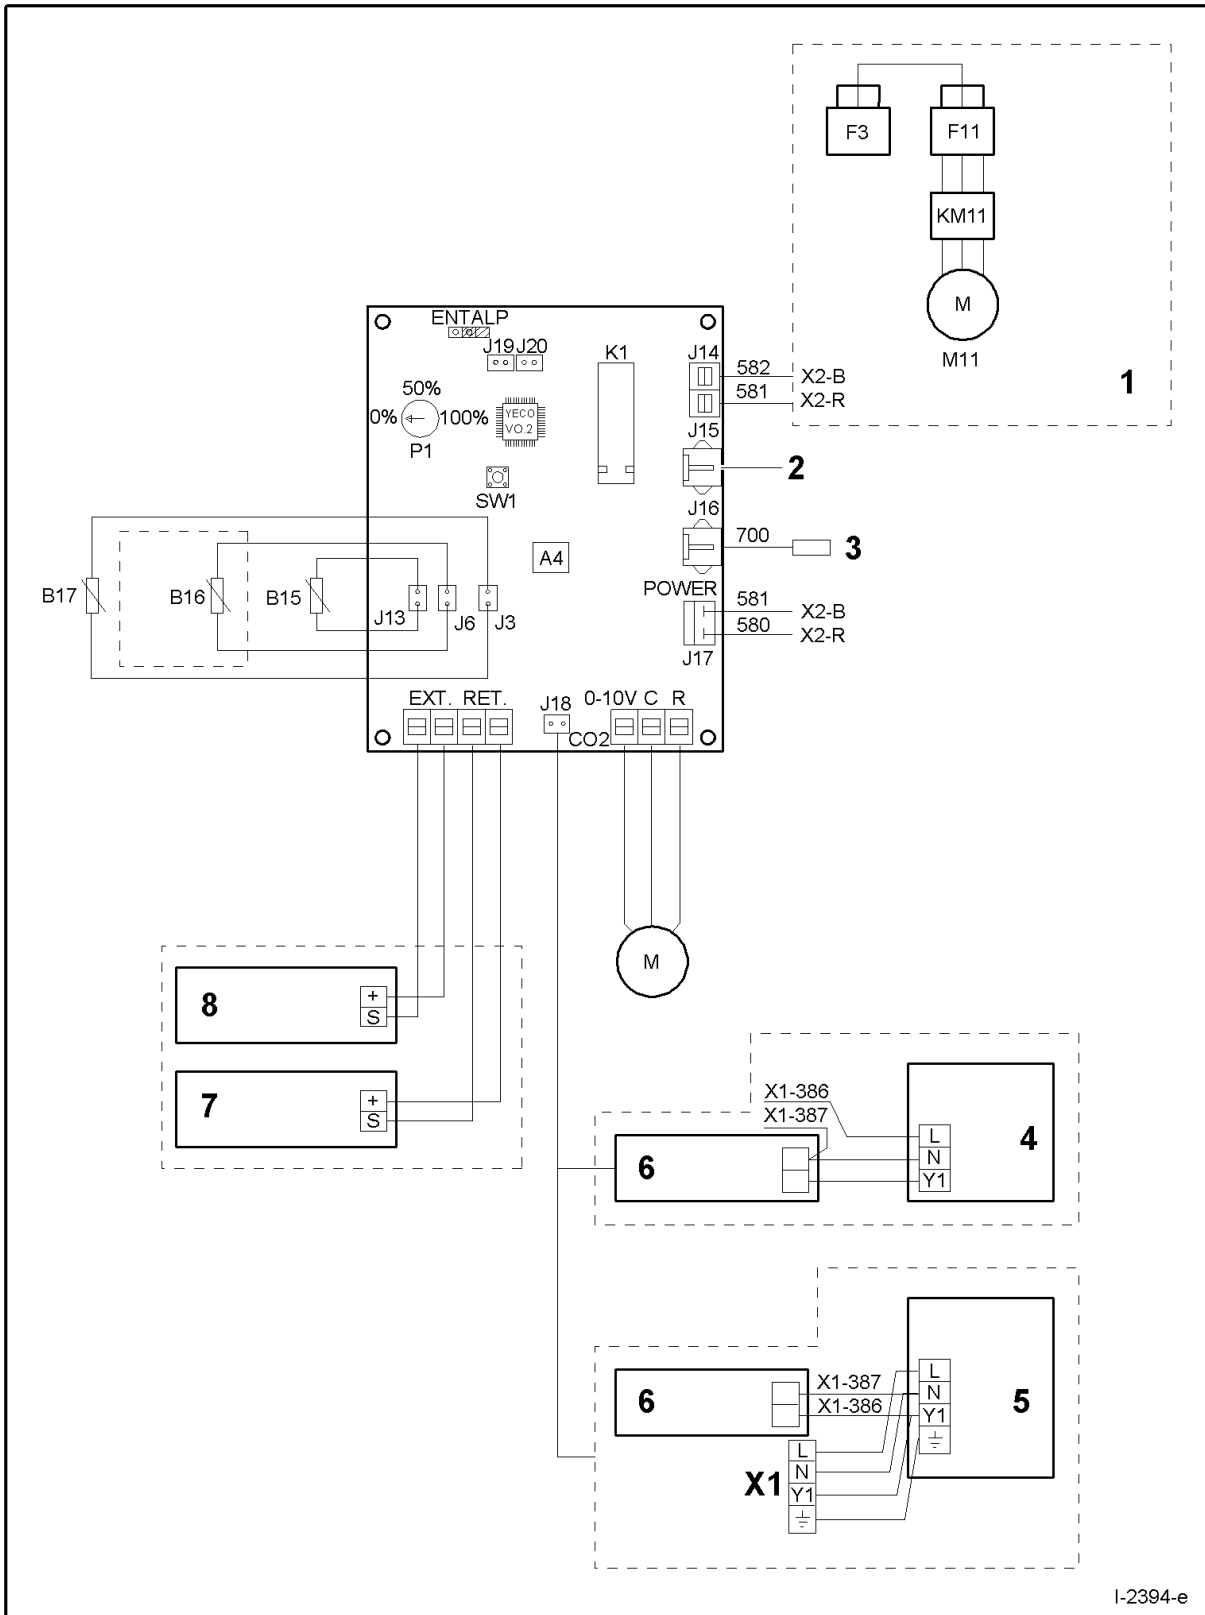 F3
F11
KM11
M
M11
1
ENTALP
J19 J20
K1
J14
582
X2-B
581
X2-R
50%
0%
100%
P1
YECO
VO.2
J15
2
SW1
J16
700
3
A4
B17
B16
B15
J13
J6
J3
POWER
581
X2-B
580
X2-R
J17
EXT. RET.
J18
0-10V C R
CO2
M
8
+
S
7
+
S
X1-386
X1-387
6
L
N
Y1
4
6
X1-387
X1-386
L
N
Y1
5
X1
L
N
Y1
I-2394-e